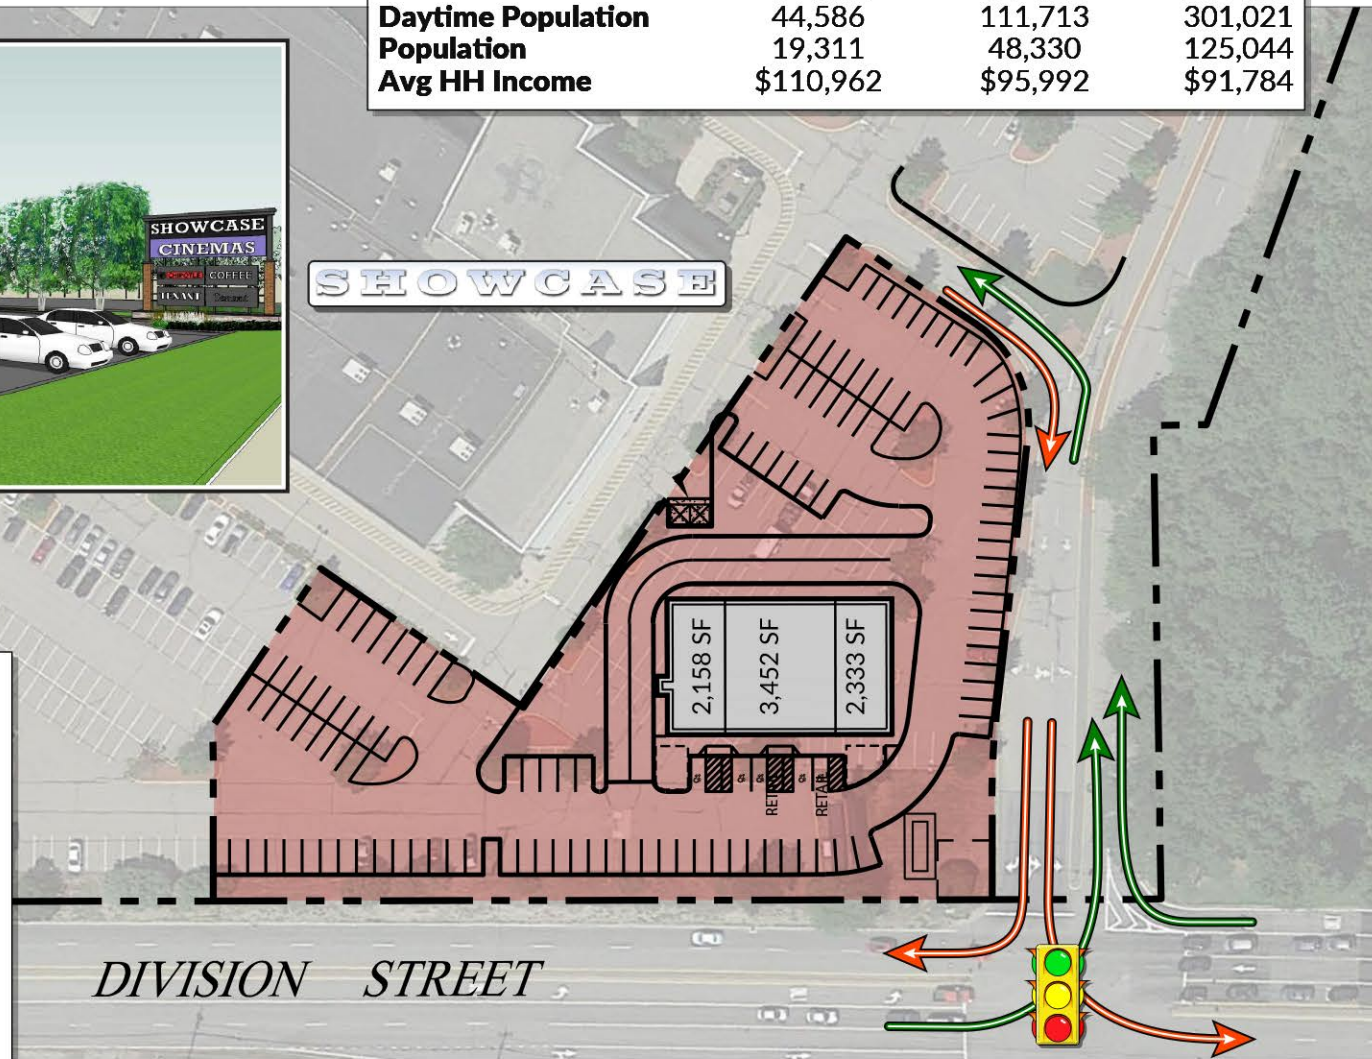 Daytime Population 44,586 111,713 301,021
Population 19,311 48,330 125,044
Avg HH Income $110,962 $95,992 $91,784
SHOWCASE
CINEMAS
COFFEE
TENANT
SHOWCASE
2,158 SF
3,452 SF
2,333 SF
RETAIL
DIVISION STREET